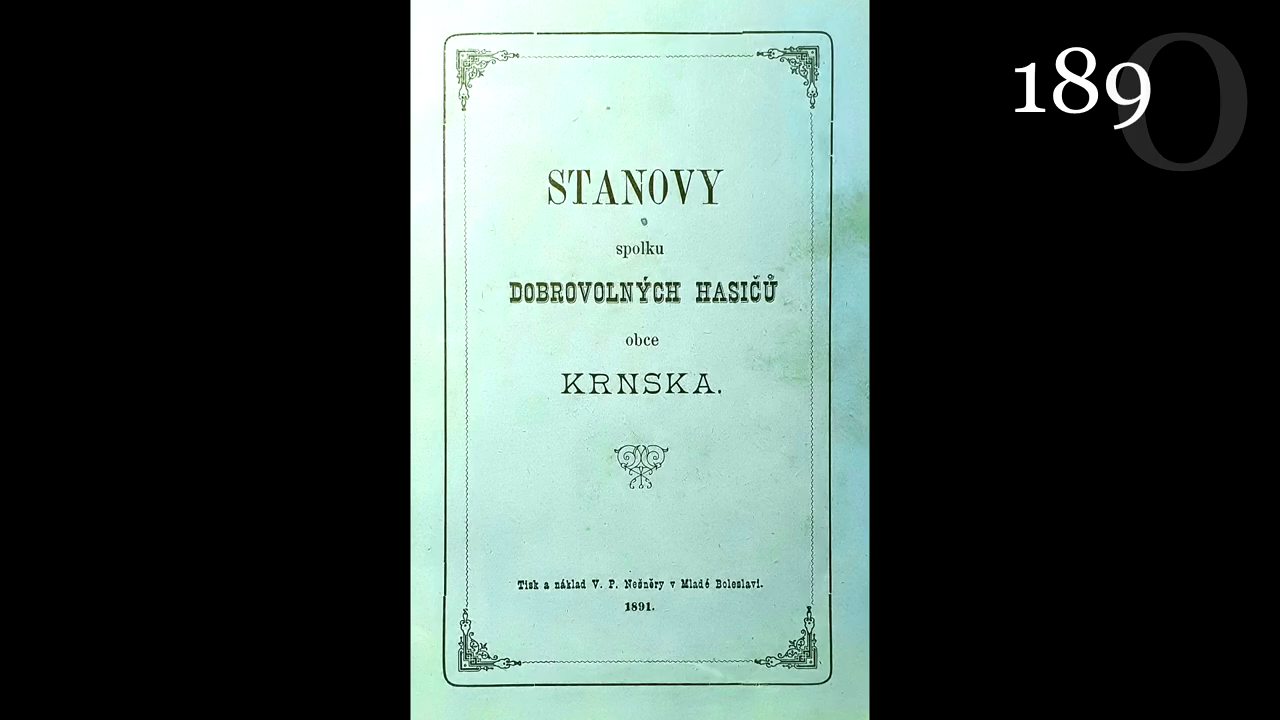 1890
STANOVY
spolku
DOBROVOLNÝCH HASIČŮ
obce
KRNSKA.
Tisk a náklad V. P. Nešněry v Mladé Boleslavi.
1891.